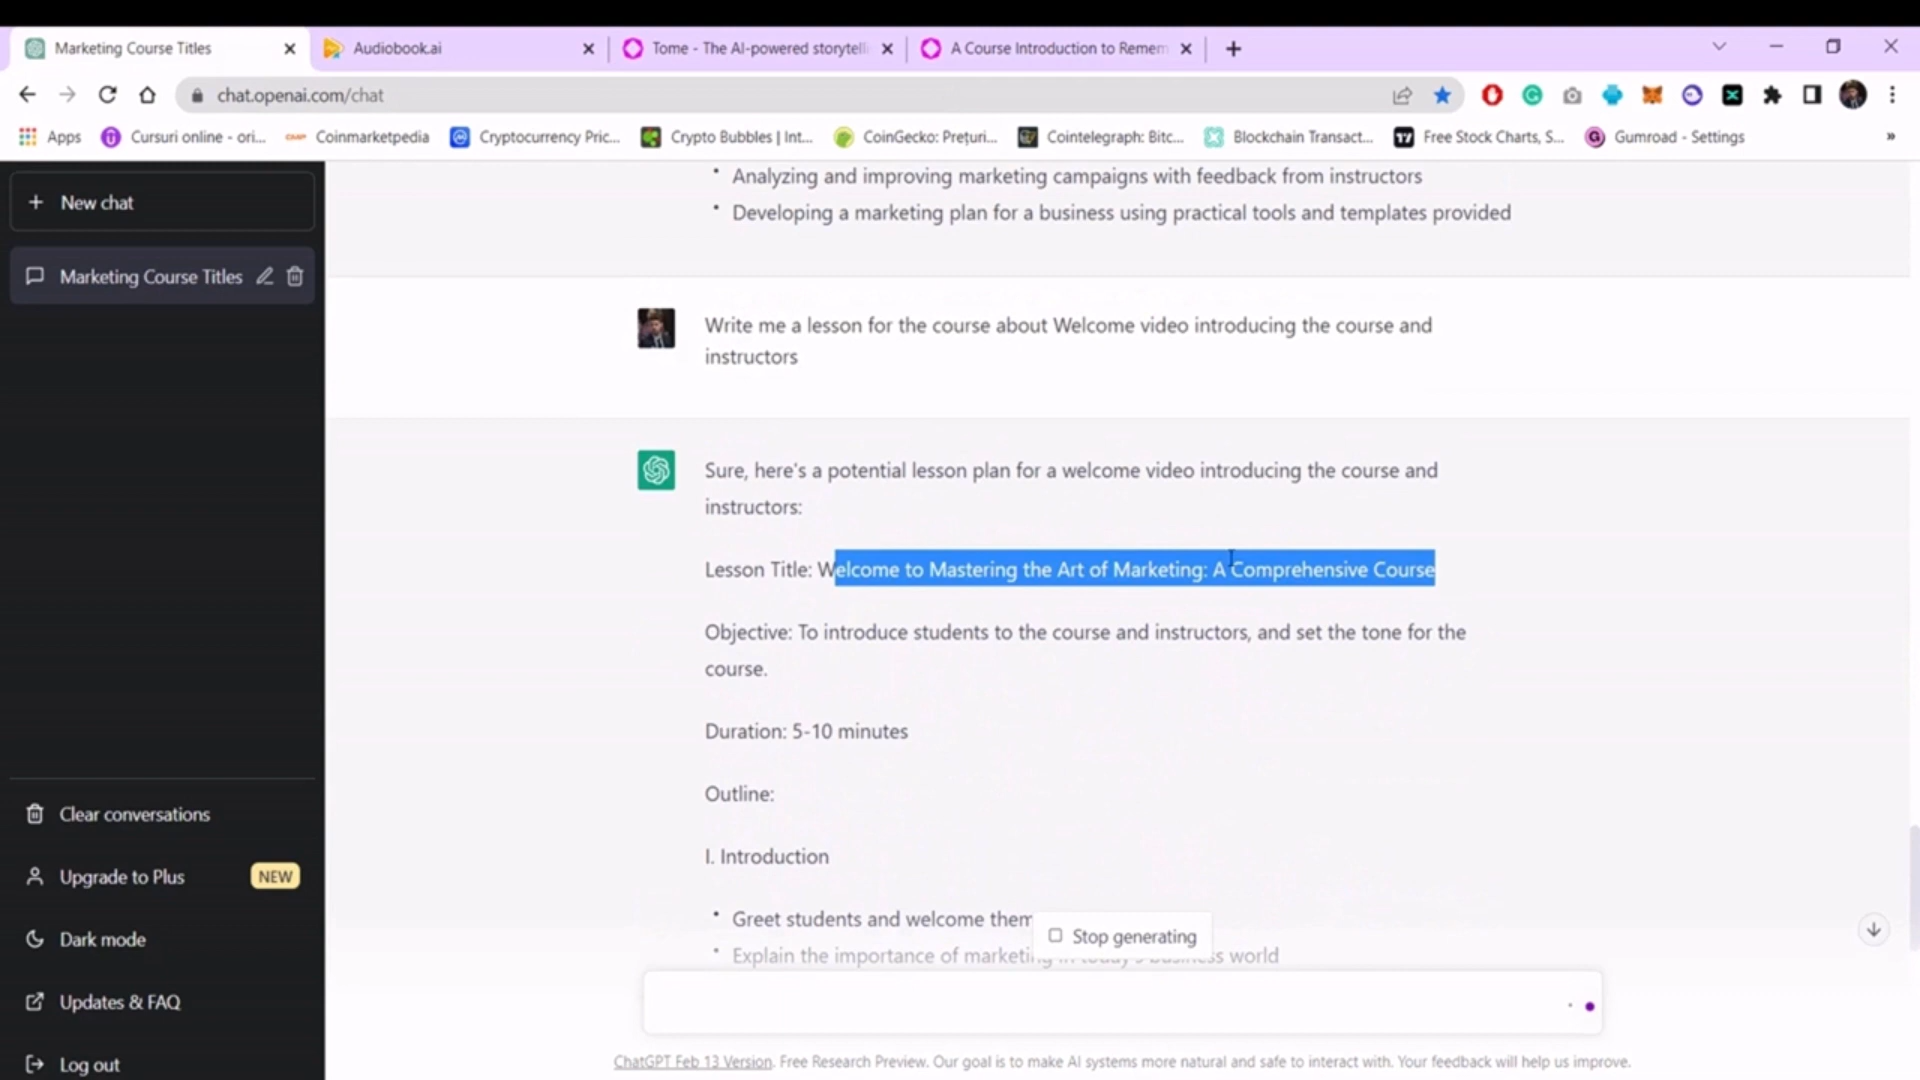 Marketing Course Titles
Audiobook.ai
Tome - The AI-powered storytell
A Course Introduction to Remem
chat.openai.com/chat
Apps
Cursuri online - ori...
Coinmarketpedia
Cryptocurrency Pric...
Crypto Bubbles | Int...
CoinGecko: Prețuri...
Cointelegraph: Bitc...
Blockchain Transact...
Free Stock Charts, S...
Gumroad - Settings
»
+ New chat
Marketing Course Titles
• Analyzing and improving marketing campaigns with feedback from instructors
• Developing a marketing plan for a business using practical tools and templates provided
Write me a lesson for the course about Welcome video introducing the course and
instructors
Sure, here's a potential lesson plan for a welcome video introducing the course and
instructors:
Lesson Title: Welcome to Mastering the Art of Marketing: A Comprehensive Course
Objective: To introduce students to the course and instructors, and set the tone for the
course.
Duration: 5-10 minutes
Outline:
I. Introduction
• Greet students and welcome them
• Explain the importance of marketing in today's business world
Stop generating
Clear conversations
Upgrade to Plus NEW
Dark mode
Updates & FAQ
Log out
ChatGPT Feb 13 Version. Free Research Preview. Our goal is to make AI systems more natural and safe to interact with. Your feedback will help us improve.